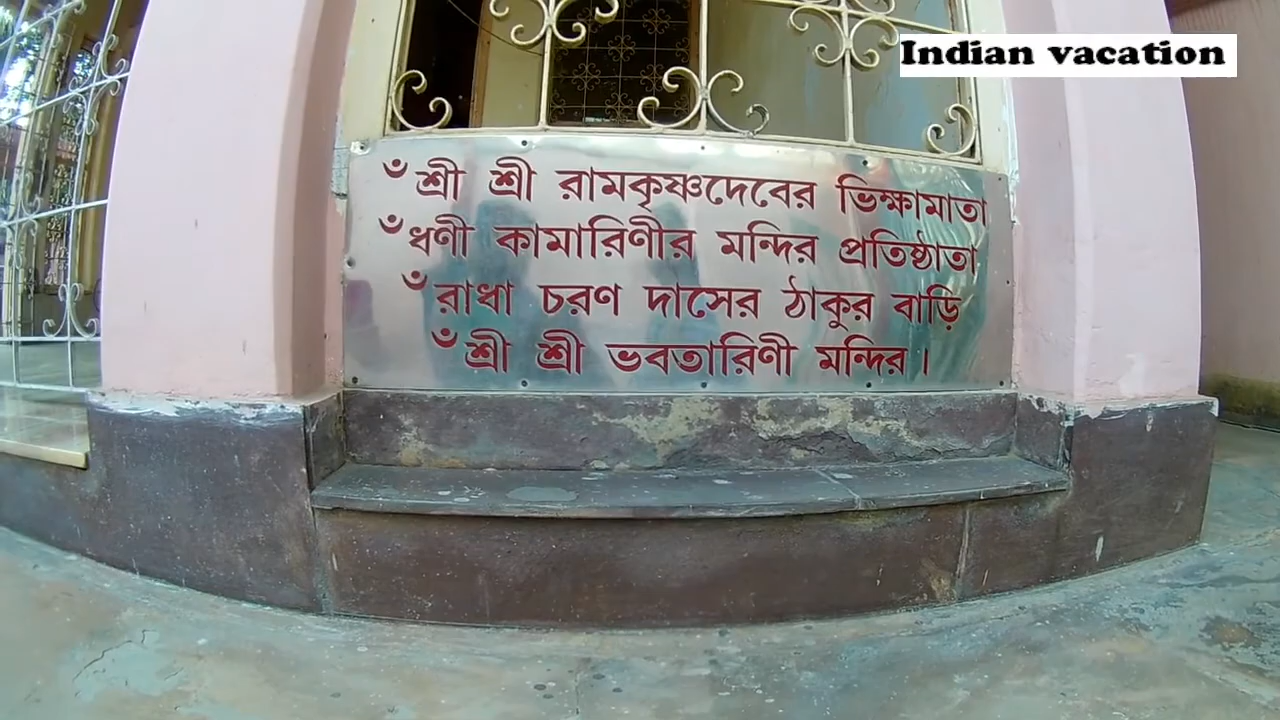 Indian vacation
ঁশ্রী শ্রী রামকৃষ্ণদেবের ভিক্ষামাতা
ঁধণী কামারিণীর মন্দির প্রতিষ্ঠাতা
ঁরাধা চরণ দাসের ঠাকুর বাড়ি
ঁশ্রী শ্রী ভবতারিণী মন্দির।